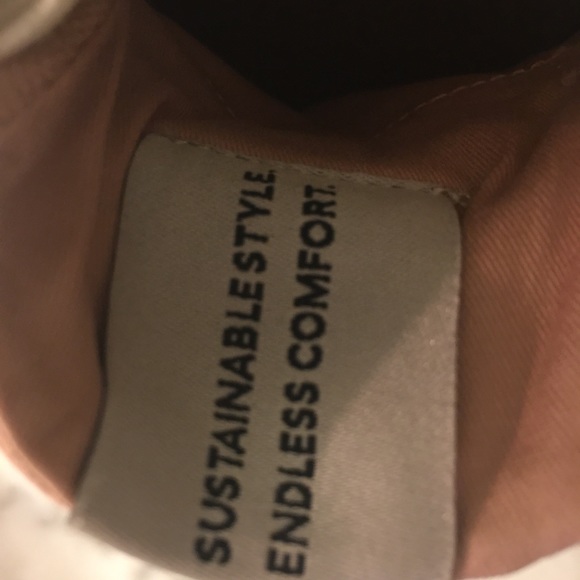 SUSTAINABLE STYLE.
ENDLESS COMFORT.